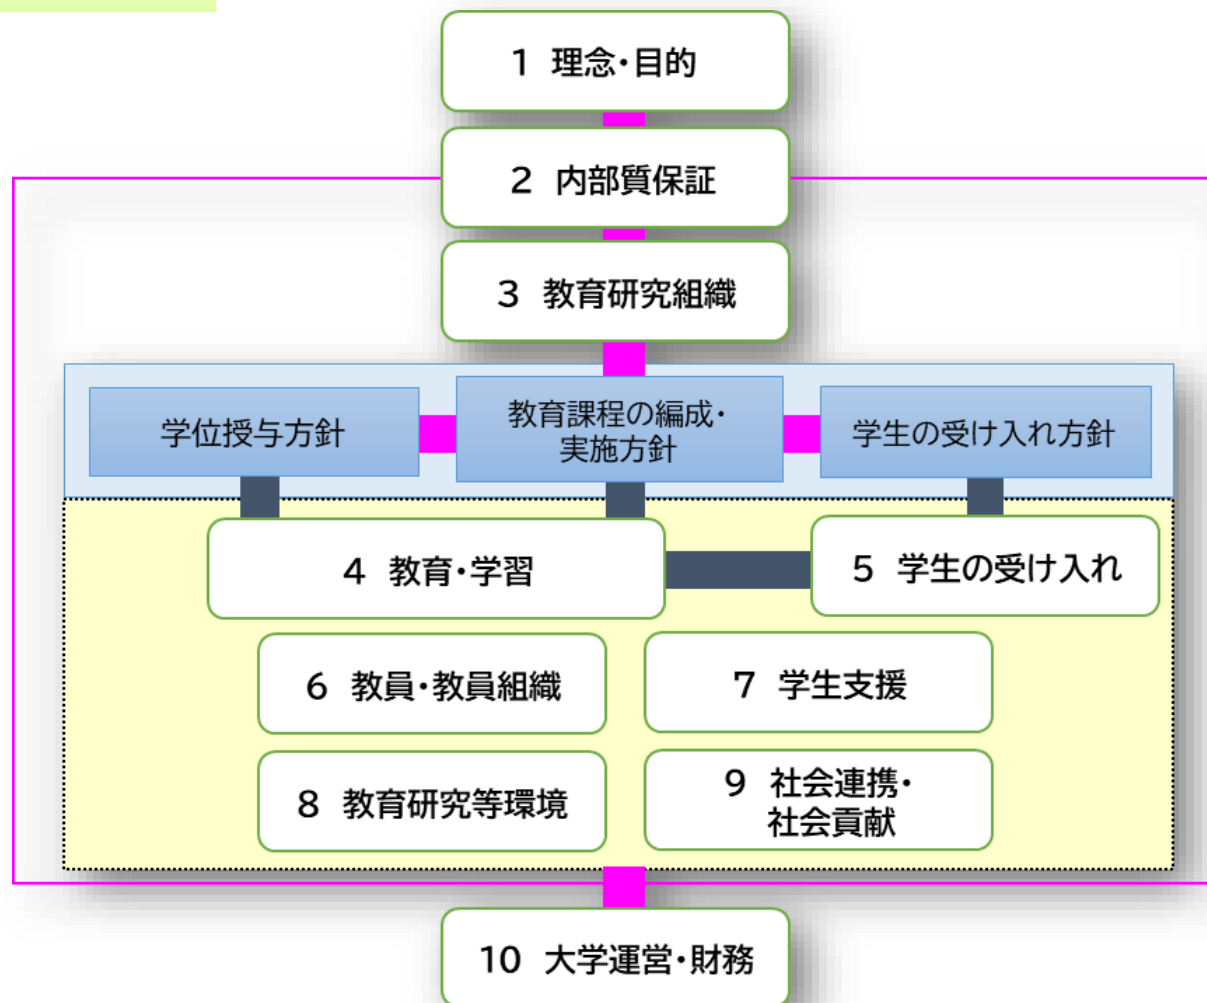 1 理念・目的
2 内部質保証
3 教育研究組織
学位授与方針
教育課程の編成・
実施方針
学生の受け入れ方針
4 教育・学習
5 学生の受け入れ
6 教員・教員組織
7 学生支援
8 教育研究等環境
9 社会連携・
社会貢献
10 大学運営・財務